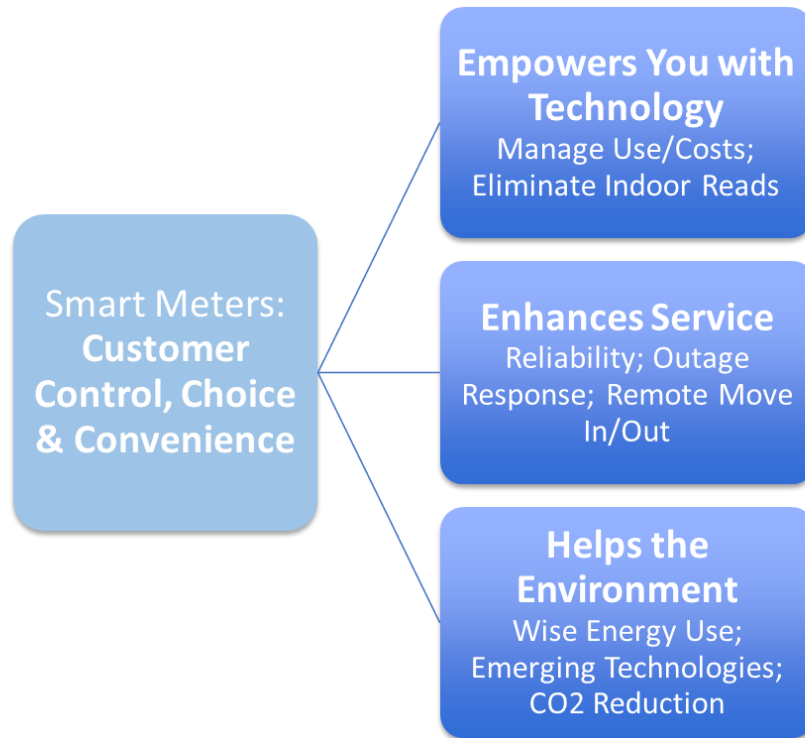 Smart Meters:
Customer
Control, Choice
& Convenience
Empowers You with
Technology
Manage Use/Costs;
Eliminate Indoor Reads
Enhances Service
Reliability; Outage
Response; Remote Move
In/Out
Helps the
Environment
Wise Energy Use;
Emerging Technologies;
CO2 Reduction